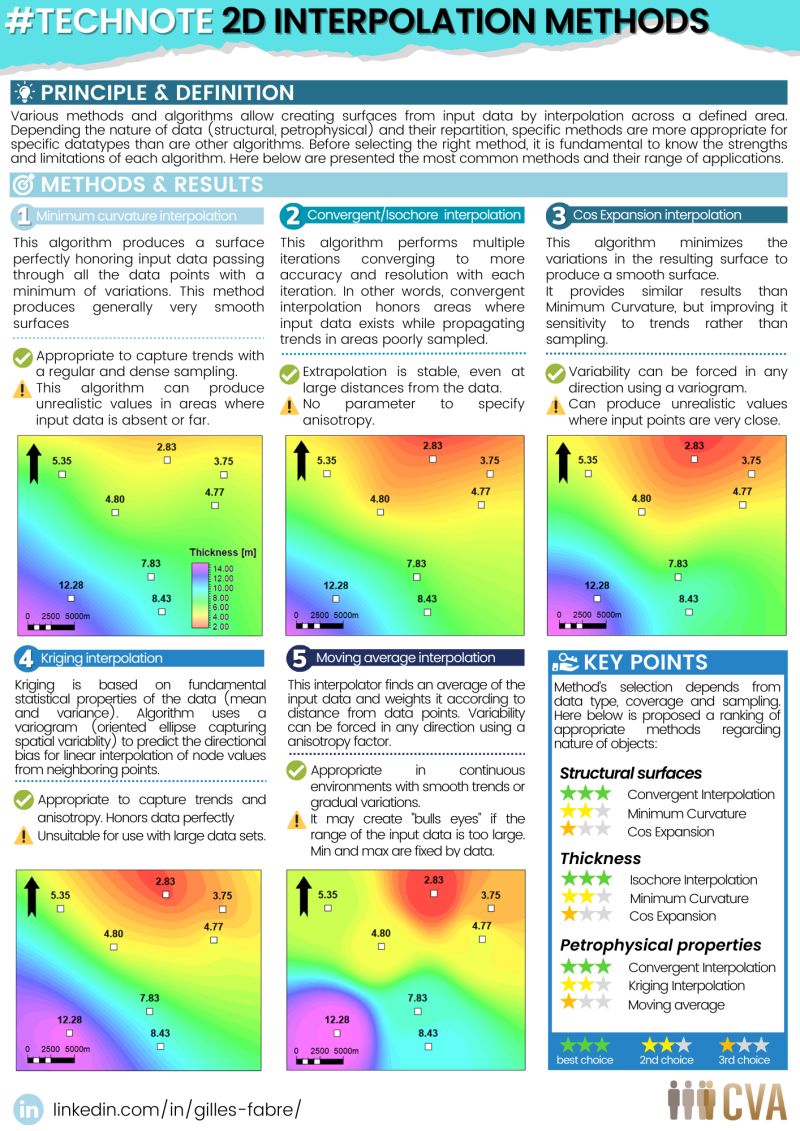 #TECHNOTE 2D INTERPOLATION METHODS
PRINCIPLE & DEFINITION
Various methods and algorithms allow creating surfaces from input data by interpolation across a defined area.
Depending the nature of data (structural, petrophysical) and their repartition, specific methods are more appropriate for
specific datatypes than are other algorithms. Before selecting the right method, it is fundamental to know the strengths
and limitations of each algorithm. Here below are presented the most common methods and their range of applications.
METHODS & RESULTS
1 Minimum curvature interpolation
This algorithm produces a surface
perfectly honoring input data passing
through all the data points with a
minimum of variations. This method
produces generally very smooth
surfaces
Appropriate to capture trends with
a regular and dense sampling.
This algorithm can produce
unrealistic values in areas where
input data is absent or far.
2.83
5.35
3.75
4.80
4.77
7.83
Thickness [m]
14.00
12.00
10.00
8.00
6.00
4.00
2.00
12.28
8.43
0 2500 5000m
2 Convergent/Isochore interpolation
This algorithm performs multiple
iterations converging to more
accuracy and resolution with each
iteration. In other words, convergent
interpolation honors areas where
input data exists while propagating
trends in areas poorly sampled.
Extrapolation is stable, even at
large distances from the data.
No parameter to specify
anisotropy.
2.83
5.35
3.75
4.80
4.77
7.83
12.28
8.43
0 2500 5000m
3 Cos Expansion interpolation
This algorithm minimizes the
variations in the resulting surface to
produce a smooth surface.
It provides similar results than
Minimum Curvature, but improving it
sensitivity to trends rather than
sampling.
Variability can be forced in any
direction using a variogram.
Can produce unrealistic values
where input points are very close.
2.83
5.35
3.75
4.80
4.77
7.83
12.28
8.43
0 2500 5000m
4 Kriging interpolation
Kriging is based on fundamental
statistical properties of the data (mean
and variance). Algorithm uses a
variogram (oriented ellipse capturing
spatial variablity) to predict the directional
bias for linear interpolation of node values
from neighboring points.
Appropriate to capture trends and
anisotropy. Honors data perfectly
Unsuitable for use with large data sets.
2.83
5.35
3.75
4.80
4.77
7.83
12.28
8.43
0 2500 5000m
5 Moving average interpolation
This interpolator finds an average of the
input data and weights it according to
distance from data points. Variability
can be forced in any direction using a
anisotropy factor.
Appropriate in continuous
environments with smooth trends or
gradual variations.
It may create "bulls eyes" if the
range of the input data is too large.
Min and max are fixed by data.
2.83
5.35
3.75
4.80
4.77
7.83
12.28
8.43
0 2500 5000m
KEY POINTS
Method's selection depends from
data type, coverage and sampling.
Here below is proposed a ranking of
appropriate methods regarding
nature of objects:
Structural surfaces
Convergent Interpolation
Minimum Curvature
Cos Expansion
Thickness
Isochore Interpolation
Minimum Curvature
Cos Expansion
Petrophysical properties
Convergent Interpolation
Kriging Interpolation
Moving average
best choice 2nd choice 3rd choice
in linkedin.com/in/gilles-fabre/
CVA